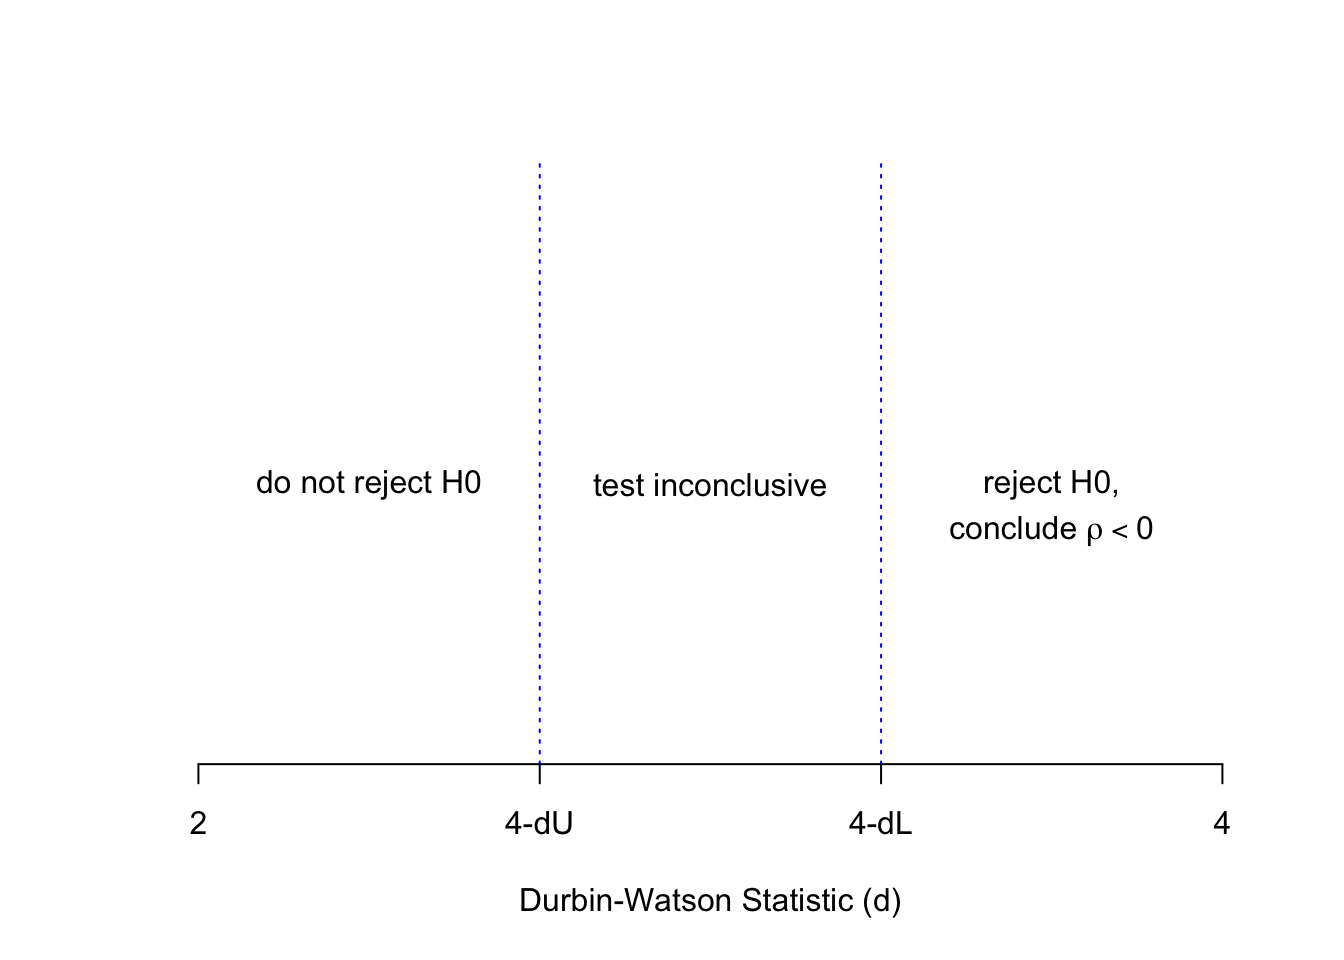 do not reject H0
test inconclusive
reject H0,
conclude ρ < 0
2
4-dU
4-dL
4
Durbin-Watson Statistic (d)